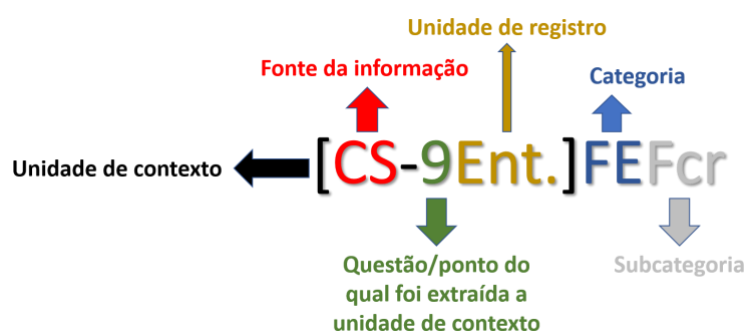 Unidade de registro
Fonte da informação
Categoria
Unidade de contexto
[CS-9Ent.]FEFcr
Questão/ponto do
qual foi extraída a
unidade de contexto
Subcategoria